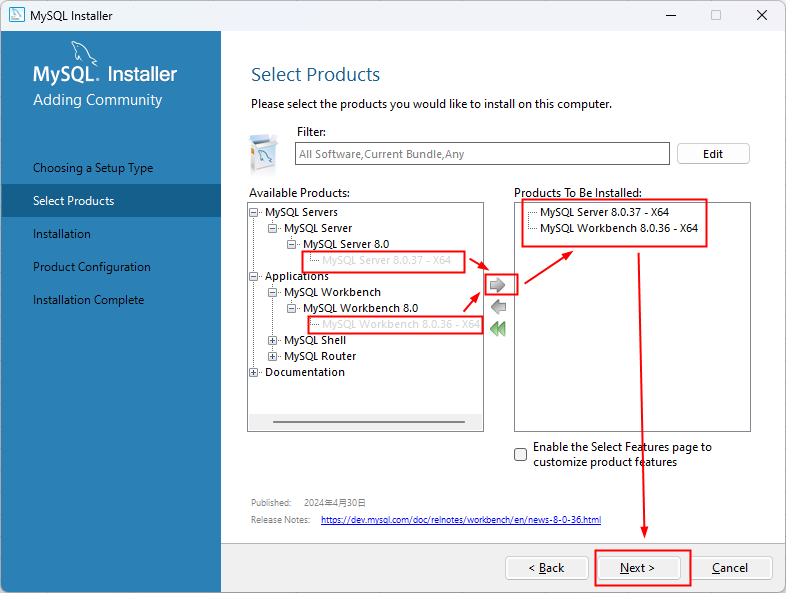 MySQL Installer
MySQL. Installer
Adding Community
Choosing a Setup Type
Select Products
Installation
Product Configuration
Installation Complete
Select Products
Please select the products you would like to install on this computer.
Filter:
All Software,Current Bundle,Any
Edit
Available Products:
MySQL Servers
MySQL Server
MySQL Server 8.0
MySQL Server 8.0.37 - X64
Applications
MySQL Workbench
MySQL Workbench 8.0
MySQL Workbench 8.0.36 - X64
MySQL Shell
MySQL Router
Documentation
Products To Be Installed:
MySQL Server 8.0.37 - X64
MySQL Workbench 8.0.36 - X64
Enable the Select Features page to
customize product features
Published: 2024年4月30日
Release Notes: https://dev.mysql.com/doc/relnotes/workbench/en/news-8-0-36.html
< Back
Next >
Cancel